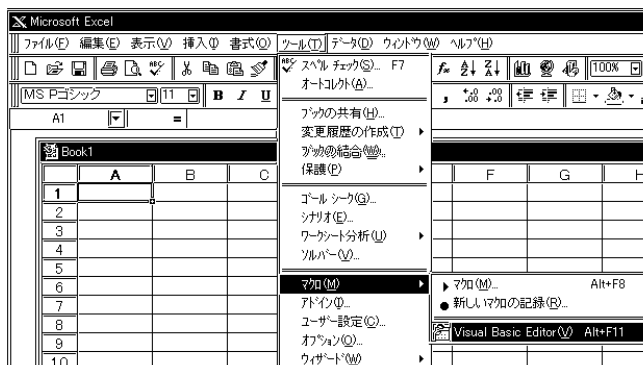 Microsoft Excel
ﾌｧｲﾙ(F) 編集(E) 表示(V) 挿入(I) 書式(O) ﾂｰﾙ(T) ﾃﾞｰﾀ(D) ｳｨﾝﾄﾞｳ(W) ﾍﾙﾌﾟ(H)
100%
MS Pゴシック 11 B I U
A1 =
Book1
A B C F G H
1
2
3
4
5
6
7
8
9
10
ABC ｽﾍﾟﾙ ﾁｪｯｸ(S)... F7
ｵｰﾄｺﾚｸﾄ(A)...
ﾌﾞｯｸの共有(H)...
変更履歴の作成(T)
ﾌﾞｯｸの結合(W)...
保護(P)
ｺﾞｰﾙ ｼｰｸ(G)...
ｼﾅﾘｵ(E)...
ﾜｰｸｼｰﾄ分析(U)
ｿﾙﾊﾞｰ(V)...
ﾏｸﾛ(M)
ｱﾄﾞｲﾝ(I)...
ﾕｰｻﾞｰ設定(C)...
ｵﾌﾟｼｮﾝ(O)...
ｳｨｻﾞｰﾄﾞ(W)
ﾏｸﾛ(M)... Alt+F8
新しいﾏｸﾛの記録(R)...
Visual Basic Editor(V) Alt+F11